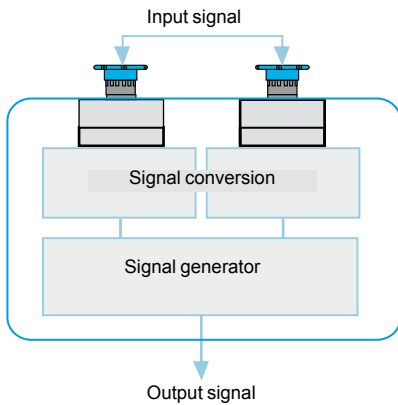 Input signal
Signal conversion
Signal generator
Output signal